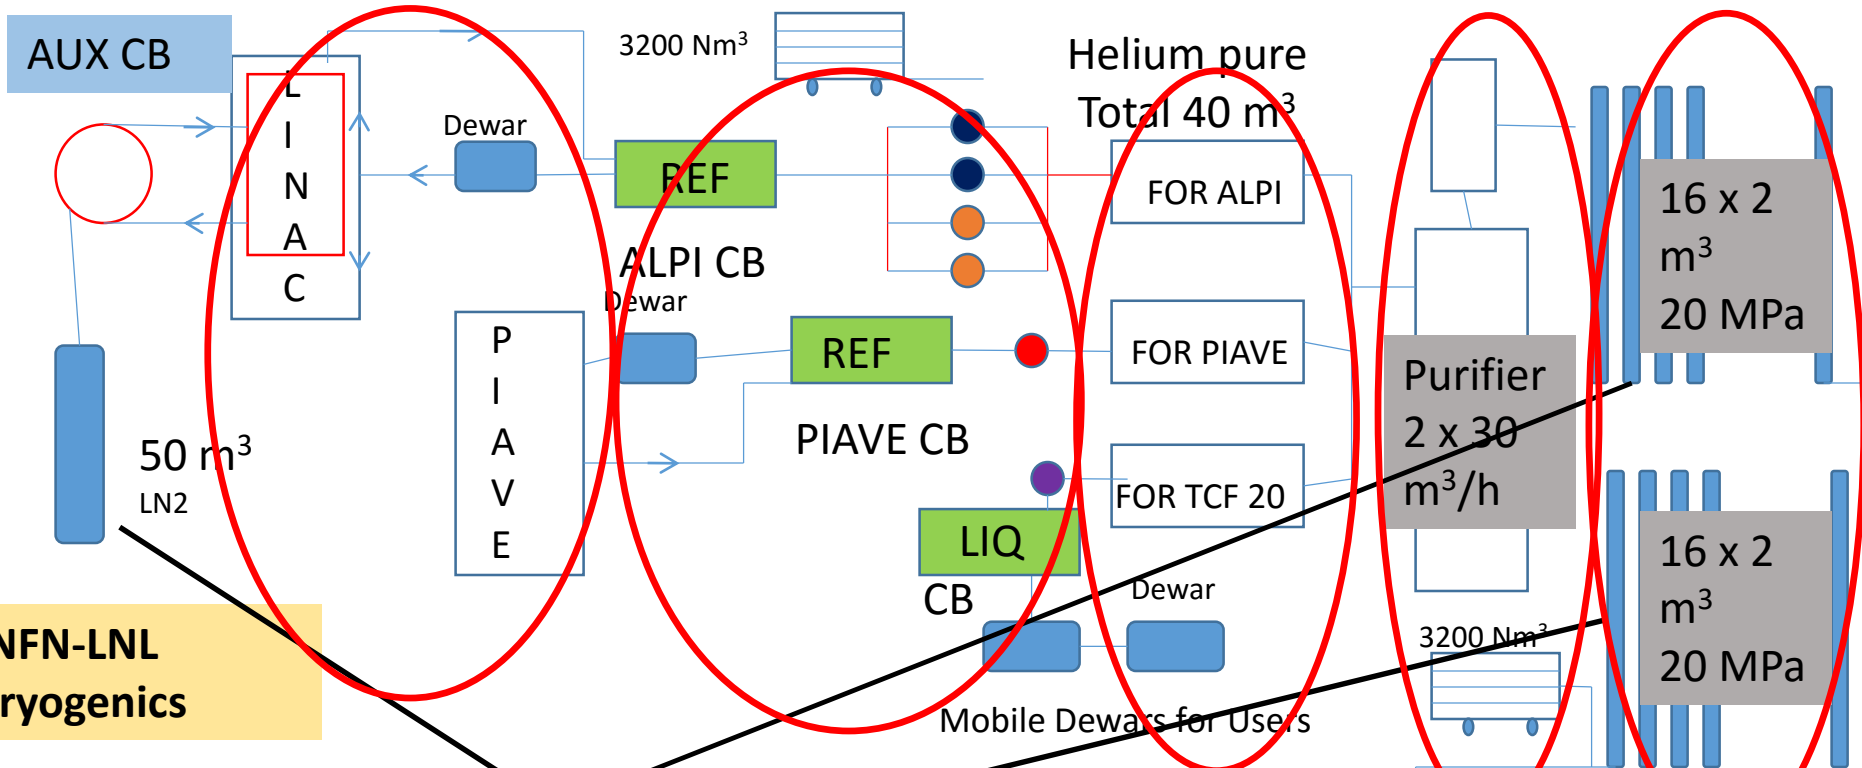 AUX CB
3200 Nm³
Helium pure
Total 40 m³
L
I
N
A
C
Dewar
REF
FOR ALPI
16 x 2
m³
20 MPa
ALPI CB
Dewar
P
I
A
V
E
REF
FOR PIAVE
Purifier
2 x 30
m³/h
PIAVE CB
50 m³
LN2
FOR TCF 20
LIQ
CB
Dewar
16 x 2
m³
20 MPa
3200 Nm³
NFN-LNL
ryogenics
Mobile Dewars for Users